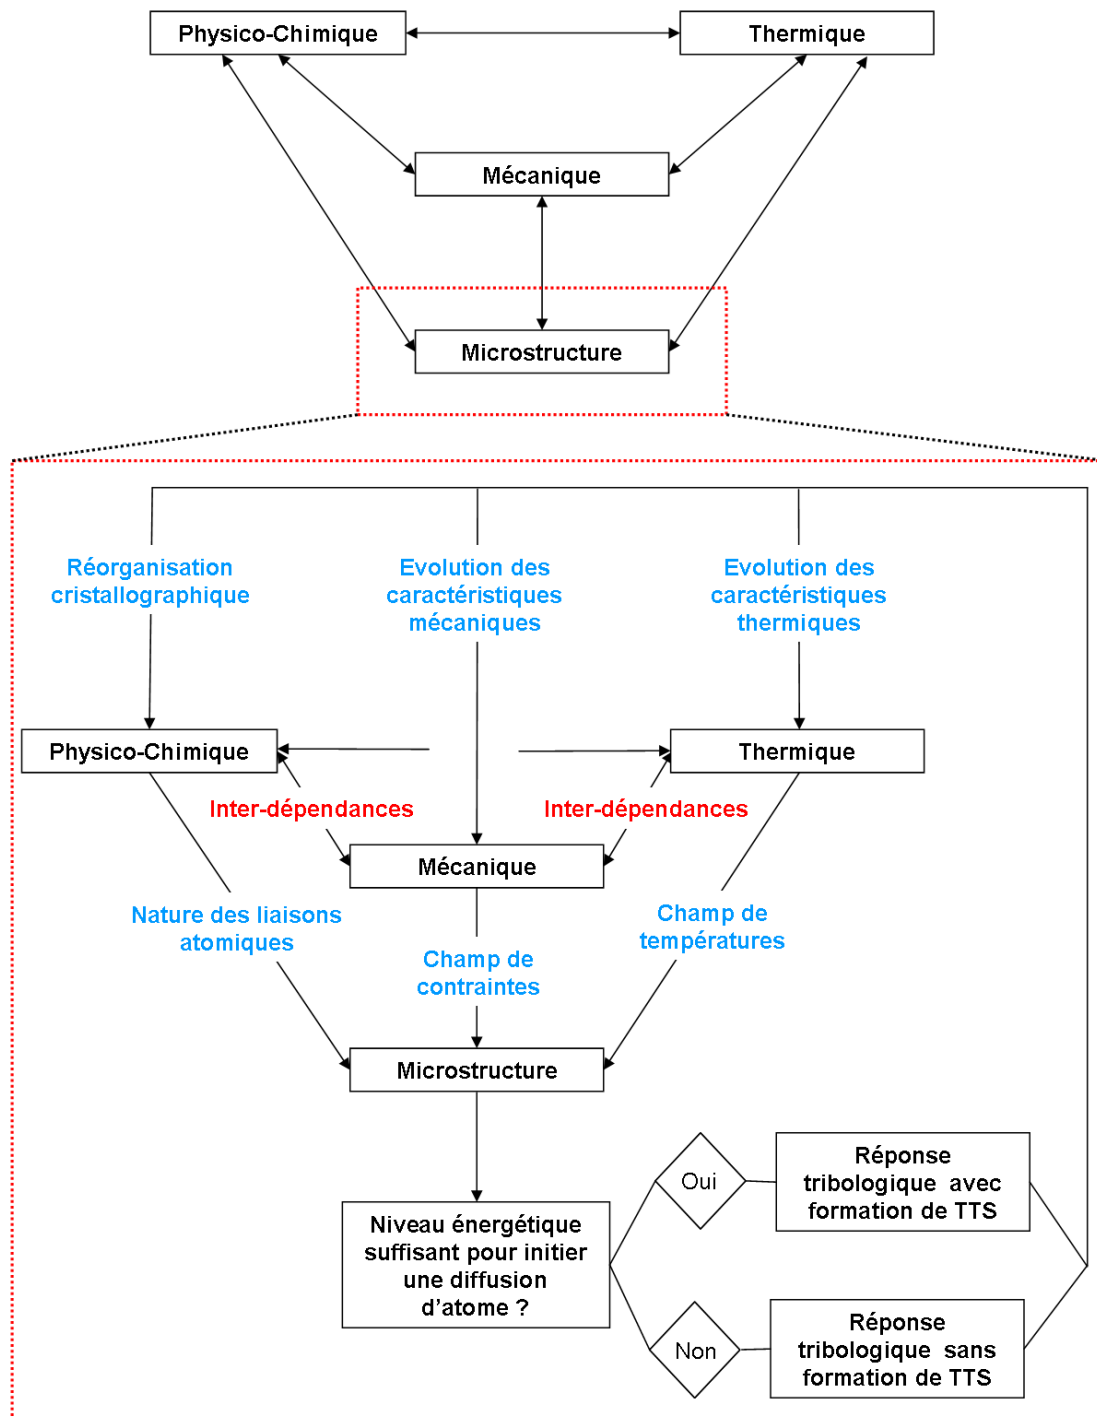 Physico-Chimique
Thermique
Mécanique
Microstructure
Réorganisation
cristallographique
Evolution des
caractéristiques
mécaniques
Evolution des
caractéristiques
thermiques
Physico-Chimique
Thermique
Inter-dépendances
Inter-dépendances
Mécanique
Nature des liaisons
atomiques
Champ de
températures
Champ de
contraintes
Microstructure
Niveau énergétique
suffisant pour initier
une diffusion
d'atome ?
Oui
Réponse
tribologique avec
formation de TTS
Non
Réponse
tribologique sans
formation de TTS